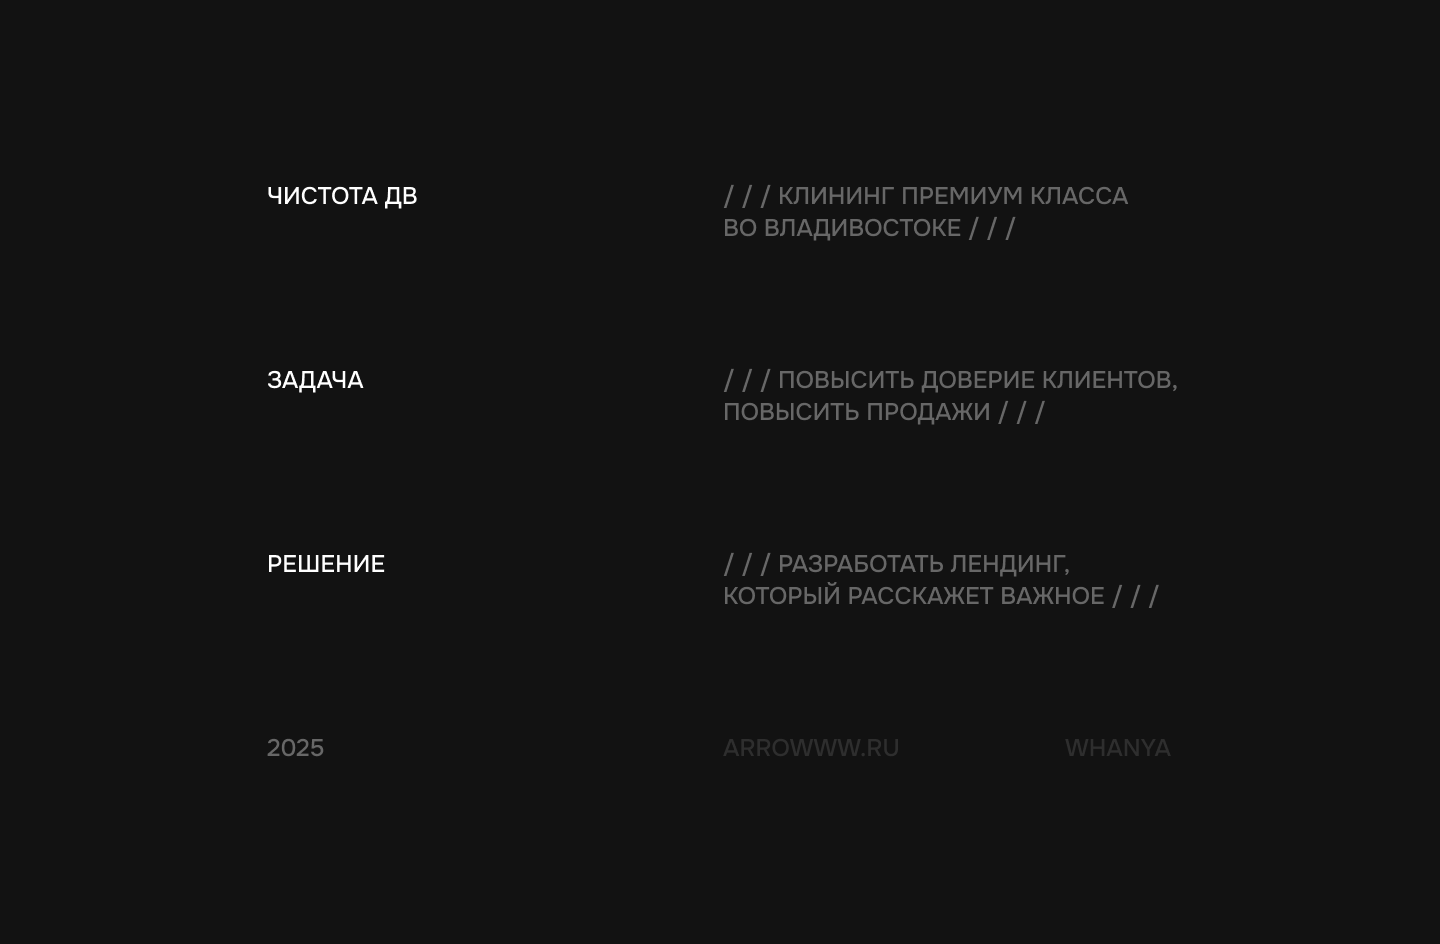 ЧИСТОТА ДВ
/ / / КЛИНИНГ ПРЕМИУМ КЛАССА
ВО ВЛАДИВОСТОКЕ / / /
ЗАДАЧА
/ / / ПОВЫСИТЬ ДОВЕРИЕ КЛИЕНТОВ,
ПОВЫСИТЬ ПРОДАЖИ / / /
РЕШЕНИЕ
/ / / РАЗРАБОТАТЬ ЛЕНДИНГ,
КОТОРЫЙ РАССКАЖЕТ ВАЖНОЕ / / /
2025
ARROWWW.RU
WHANYA